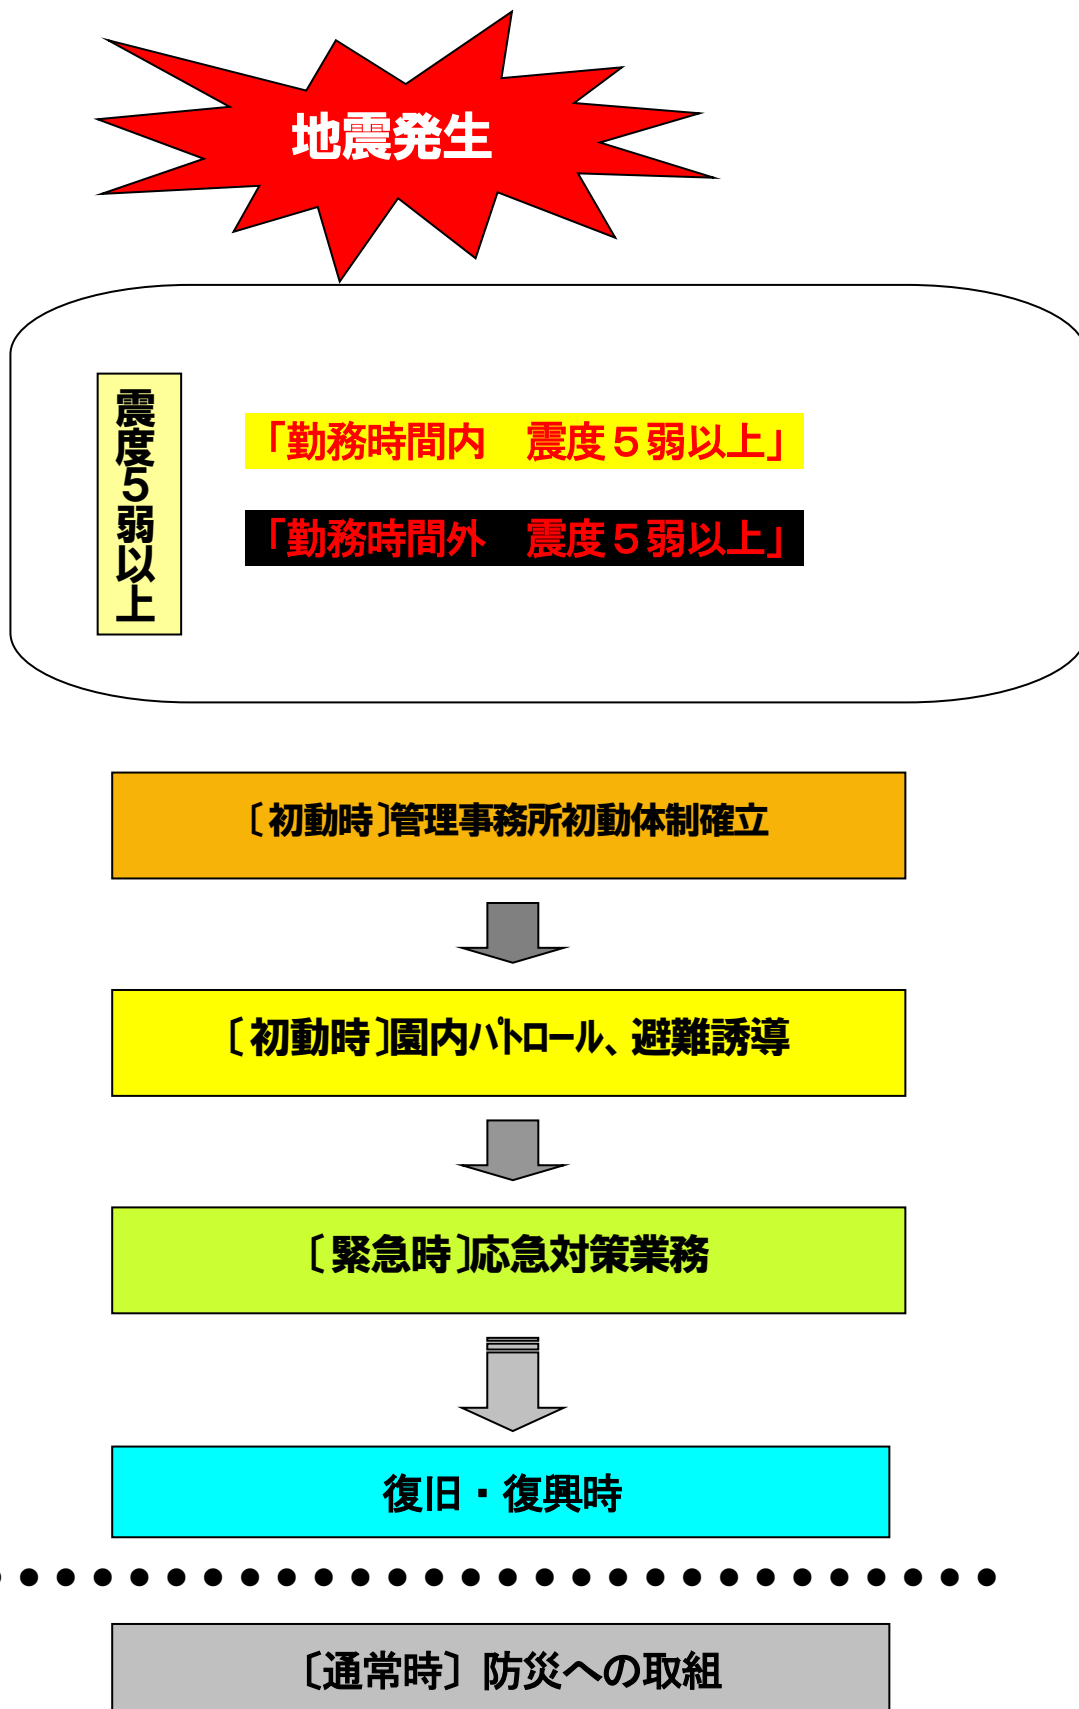 地震発生
震度５弱以上
「勤務時間内　震度５弱以上」
「勤務時間外　震度５弱以上」
〔初動時〕管理事務所初動体制確立
〔初動時〕園内ﾊﾟﾄﾛｰﾙ、避難誘導
〔緊急時〕応急対策業務
復旧・復興時
〔通常時〕防災への取組